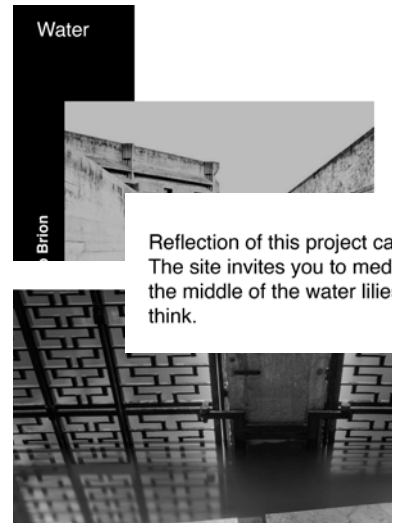 Water
Brion
Reflection of this project ca
The site invites you to med
the middle of the water lilie
think.